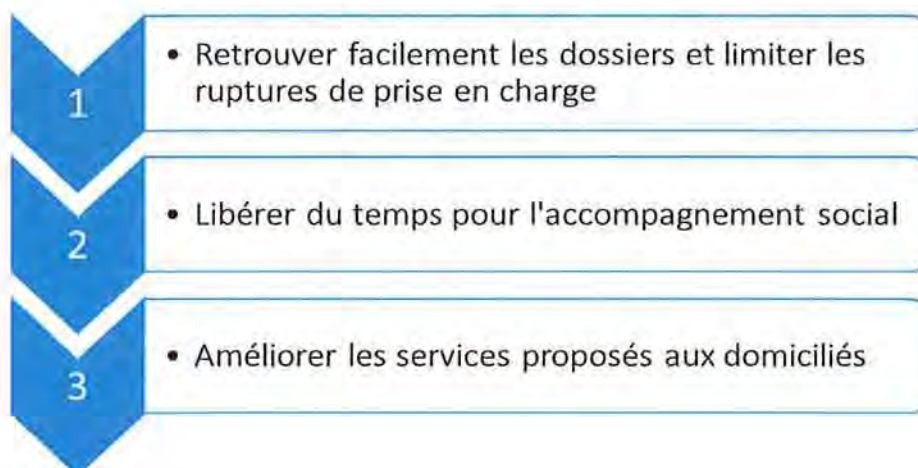 1
• Retrouver facilement les dossiers et limiter les
ruptures de prise en charge
2
• Libérer du temps pour l'accompagnement social
3
• Améliorer les services proposés aux domiciliés